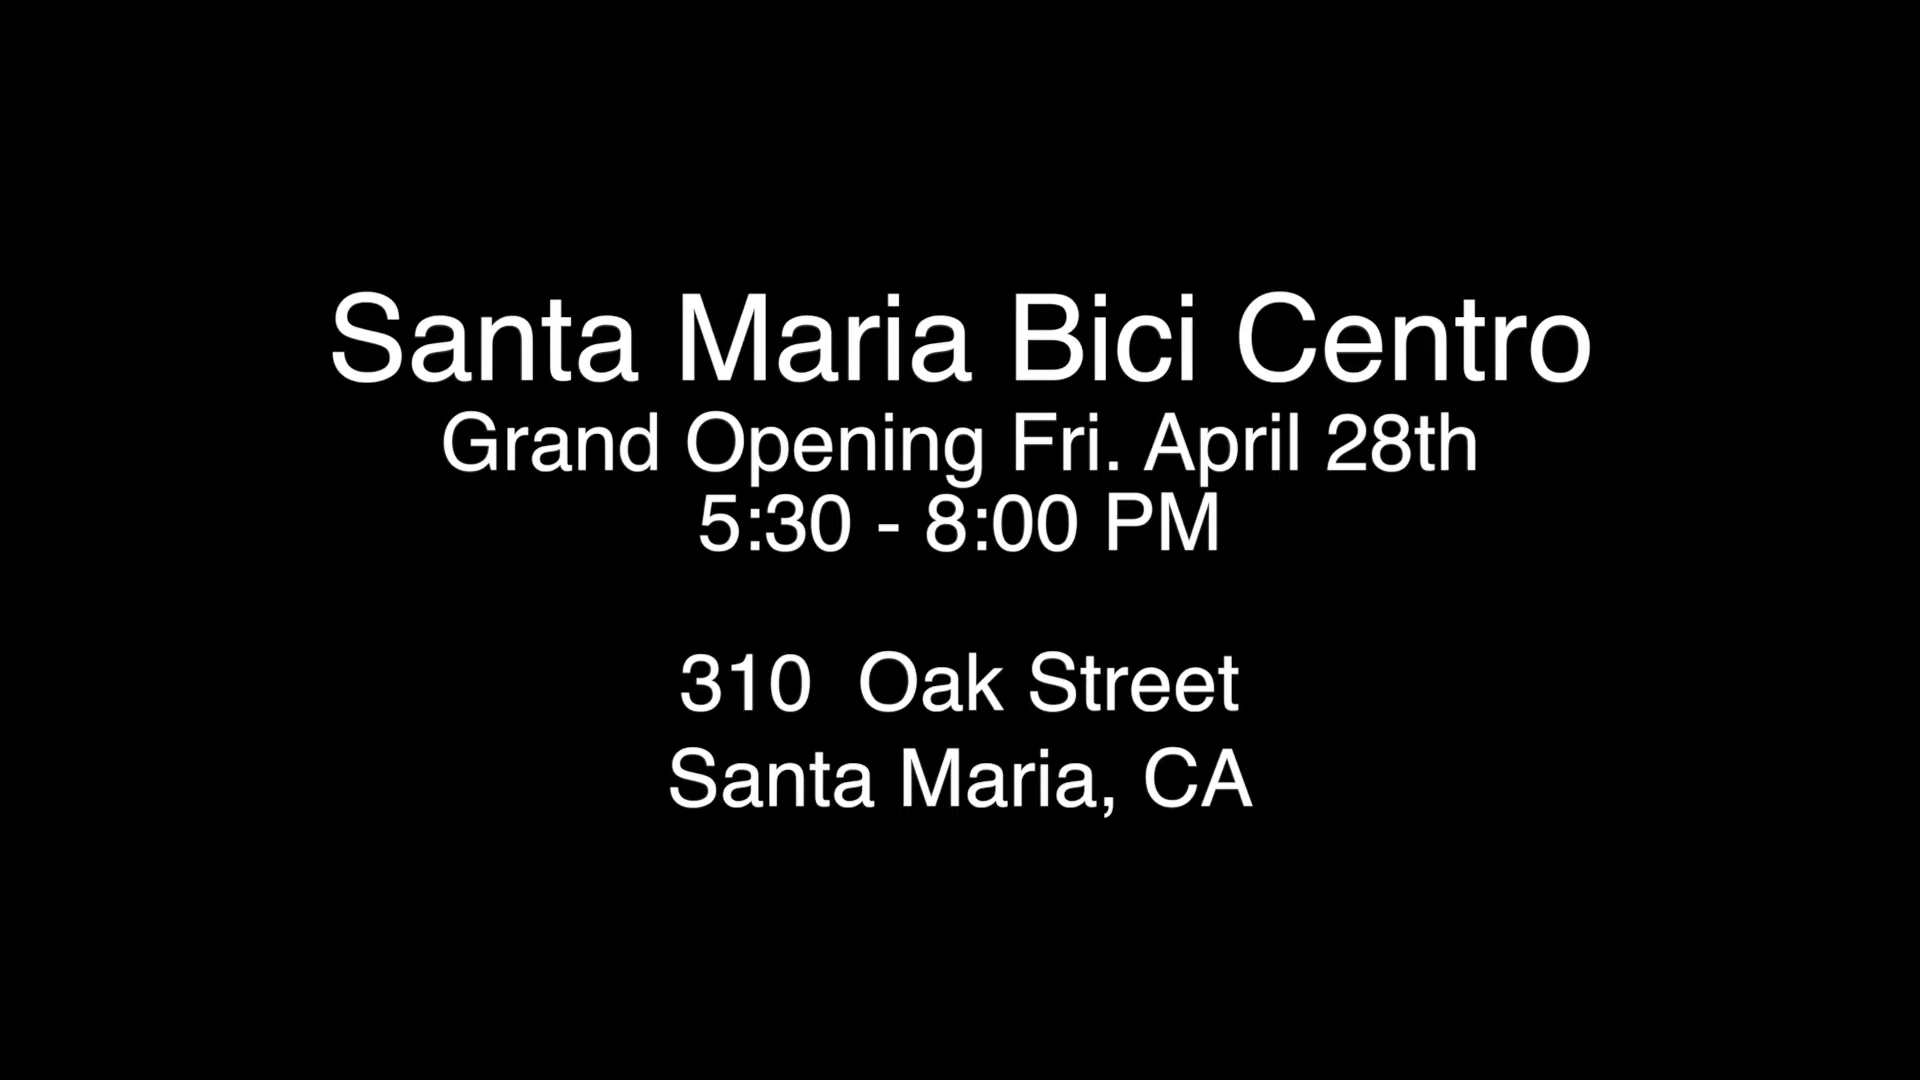 Santa Maria Bici Centro
Grand Opening Fri. April 28th
5:30 - 8:00 PM
310  Oak Street
Santa Maria, CA